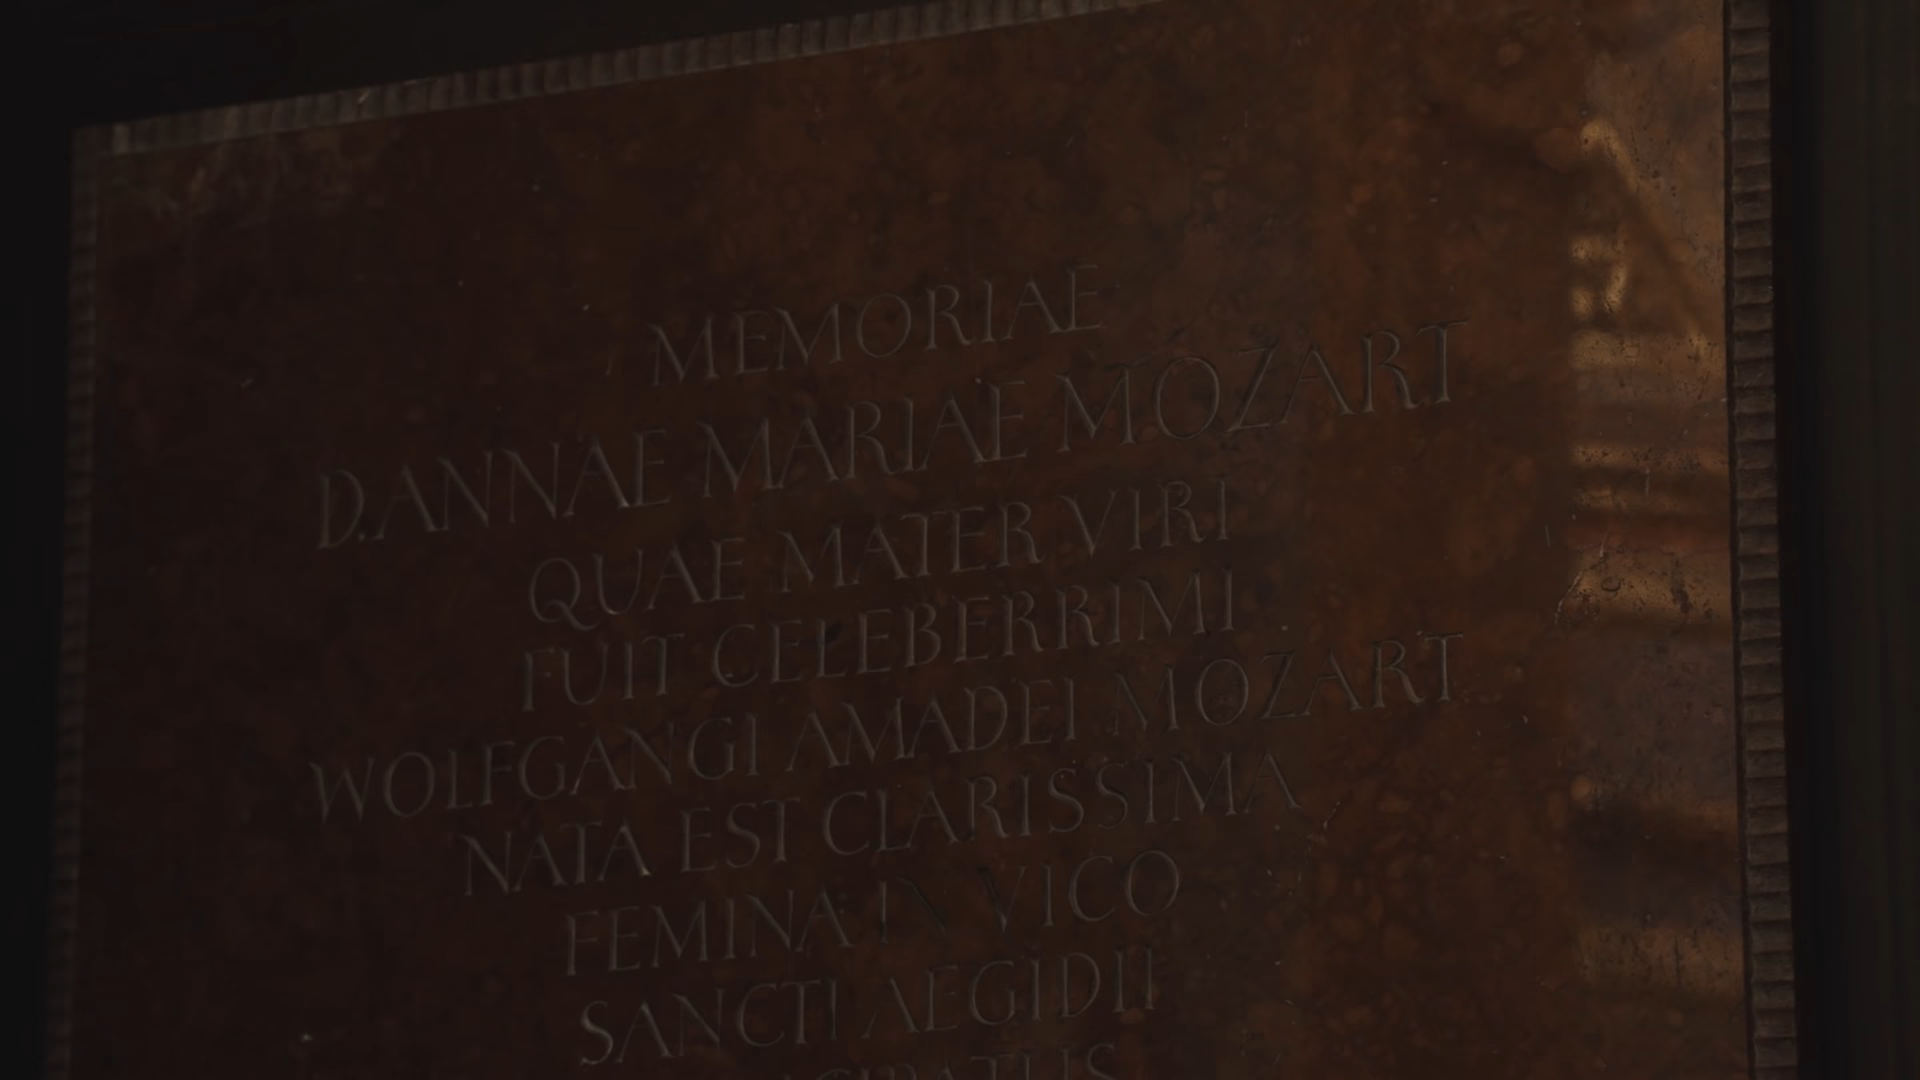 MEMORIAE
D. ANNAE MARIAE MOZART
QUAE MATER VIRI
FUIT CELEBERRIMI
WOLFGANGI AMADEI MOZART
NATA EST CLARISSIMA
FEMINA IN VICO
SANCTI AEGIDII